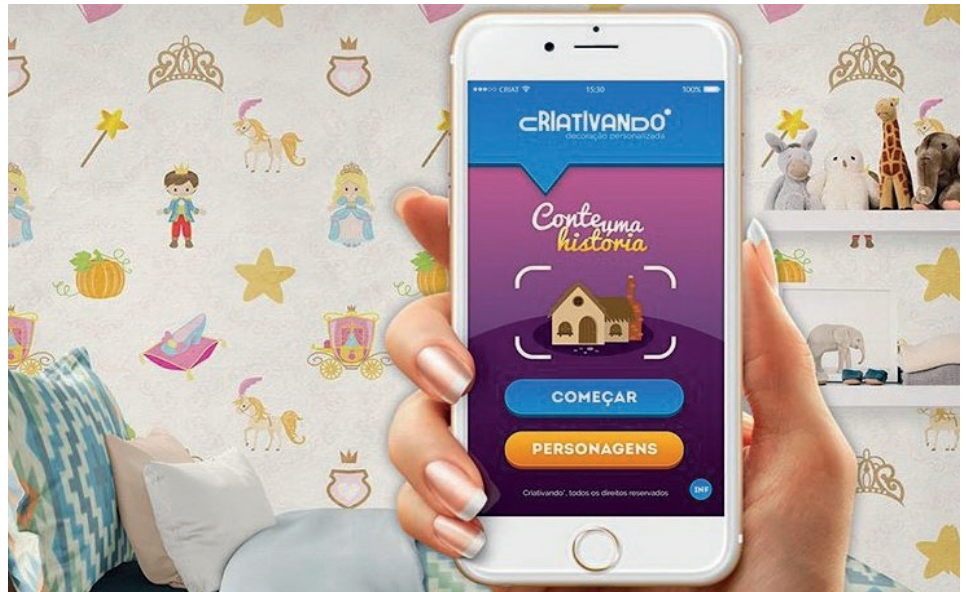 CRIAT 15:30 100%
CRIATIVANDO*
decoração personalizada
Conte uma
história
COMEÇAR
PERSONAGENS
Criativando*, todos os direitos reservados
INF